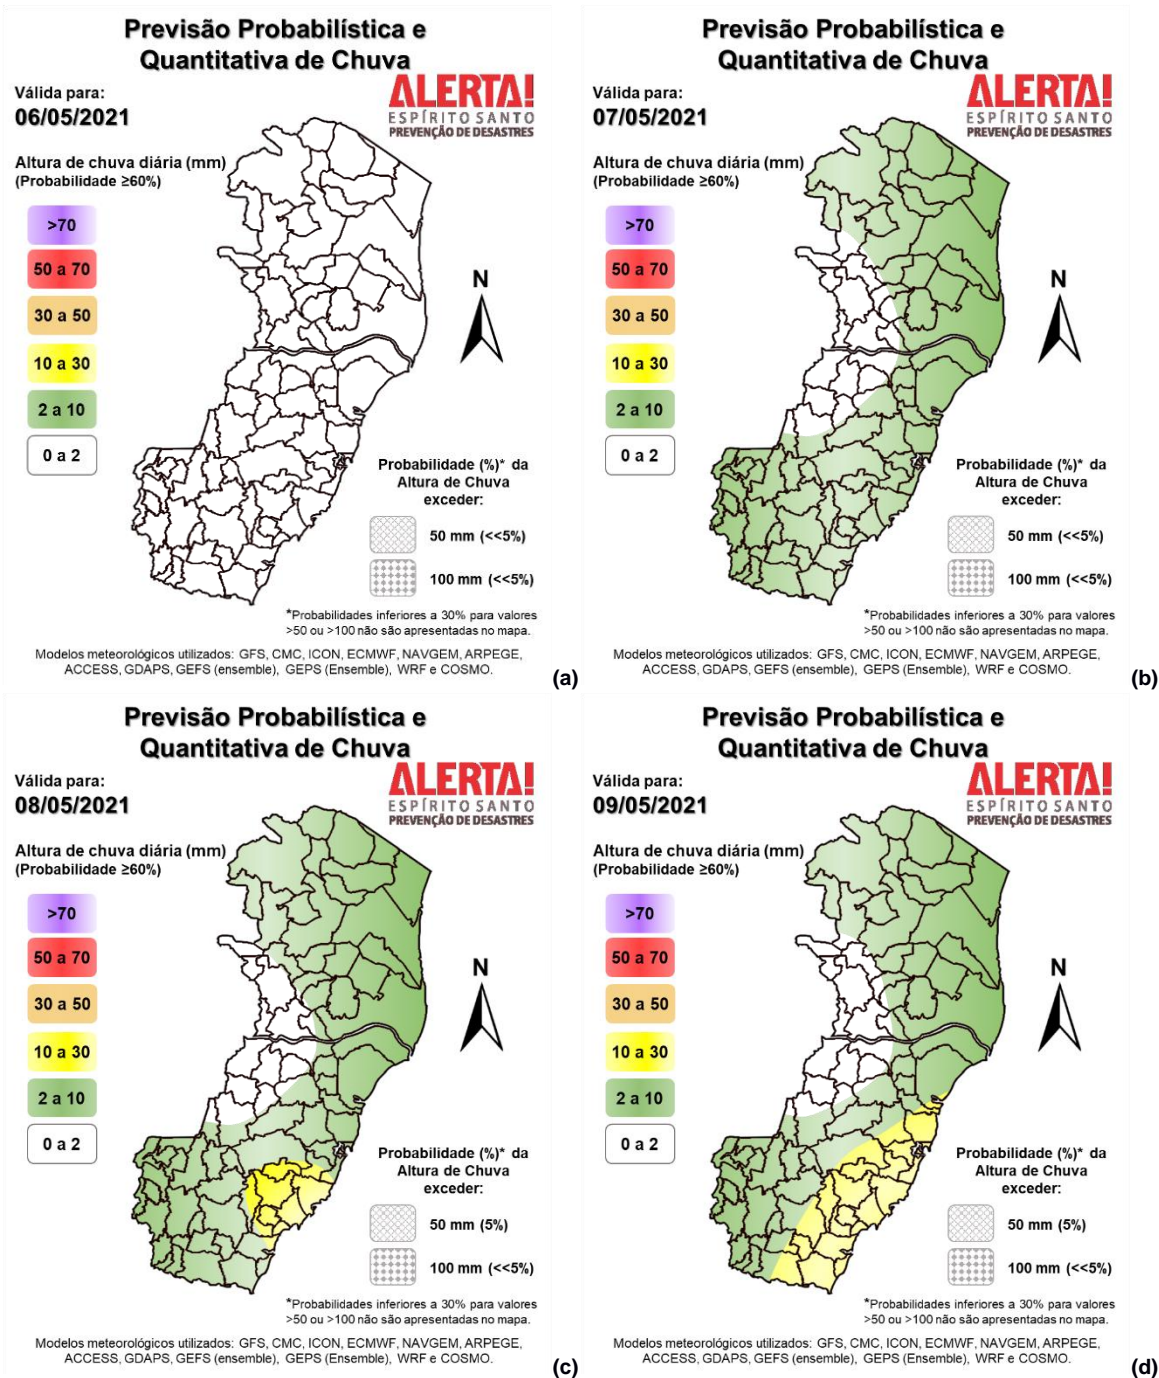 Previsão Probabilística e
Quantitativa de Chuva
Válida para:
06/05/2021
ALERTA!
ESPÍRITO SANTO
PREVENÇÃO DE DESASTRES
Altura de chuva diária (mm)
(Probabilidade ≥60%)
>70
50 a 70
30 a 50
10 a 30
2 a 10
0 a 2
N
Probabilidade (%)* da
Altura de Chuva
exceder:
50 mm (<<5%)
100 mm (<<5%)
*Probabilidades inferiores a 30% para valores
>50 ou >100 não são apresentadas no mapa.
Modelos meteorológicos utilizados: GFS, CMC, ICON, ECMWF, NAVGEM, ARPEGE,
ACCESS, GDAPS, GEFS (ensemble), GEPS (Ensemble), WRF e COSMO.
(a)
Previsão Probabilística e
Quantitativa de Chuva
Válida para:
07/05/2021
ALERTA!
ESPÍRITO SANTO
PREVENÇÃO DE DESASTRES
Altura de chuva diária (mm)
(Probabilidade ≥60%)
>70
50 a 70
30 a 50
10 a 30
2 a 10
0 a 2
N
Probabilidade (%)* da
Altura de Chuva
exceder:
50 mm (<<5%)
100 mm (<<5%)
*Probabilidades inferiores a 30% para valores
>50 ou >100 não são apresentadas no mapa.
Modelos meteorológicos utilizados: GFS, CMC, ICON, ECMWF, NAVGEM, ARPEGE,
ACCESS, GDAPS, GEFS (ensemble), GEPS (Ensemble), WRF e COSMO.
(b)
Previsão Probabilística e
Quantitativa de Chuva
Válida para:
08/05/2021
ALERTA!
ESPÍRITO SANTO
PREVENÇÃO DE DESASTRES
Altura de chuva diária (mm)
(Probabilidade ≥60%)
>70
50 a 70
30 a 50
10 a 30
2 a 10
0 a 2
N
Probabilidade (%)* da
Altura de Chuva
exceder:
50 mm (5%)
100 mm (<<5%)
*Probabilidades inferiores a 30% para valores
>50 ou >100 não são apresentadas no mapa.
Modelos meteorológicos utilizados: GFS, CMC, ICON, ECMWF, NAVGEM, ARPEGE,
ACCESS, GDAPS, GEFS (ensemble), GEPS (Ensemble), WRF e COSMO.
(c)
Previsão Probabilística e
Quantitativa de Chuva
Válida para:
09/05/2021
ALERTA!
ESPÍRITO SANTO
PREVENÇÃO DE DESASTRES
Altura de chuva diária (mm)
(Probabilidade ≥60%)
>70
50 a 70
30 a 50
10 a 30
2 a 10
0 a 2
N
Probabilidade (%)* da
Altura de Chuva
exceder:
50 mm (5%)
100 mm (<<5%)
*Probabilidades inferiores a 30% para valores
>50 ou >100 não são apresentadas no mapa.
Modelos meteorológicos utilizados: GFS, CMC, ICON, ECMWF, NAVGEM, ARPEGE,
ACCESS, GDAPS, GEFS (ensemble), GEPS (Ensemble), WRF e COSMO.
(d)